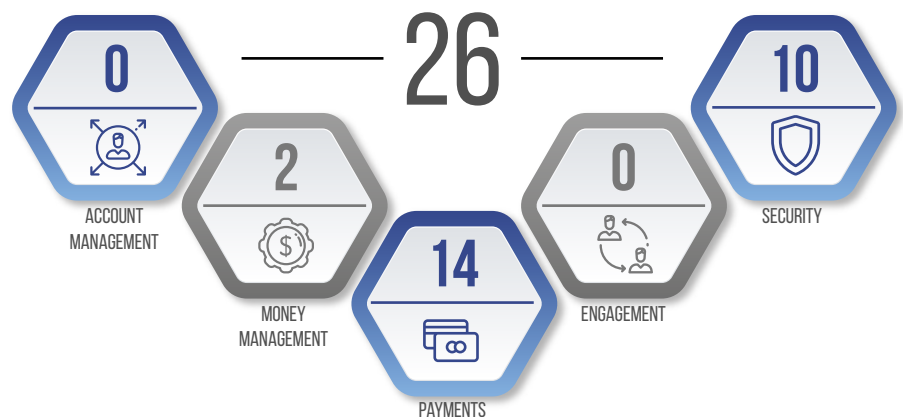 26
0
ACCOUNT
MANAGEMENT
2
$
MONEY
MANAGEMENT
14
PAYMENTS
0
ENGAGEMENT
10
SECURITY